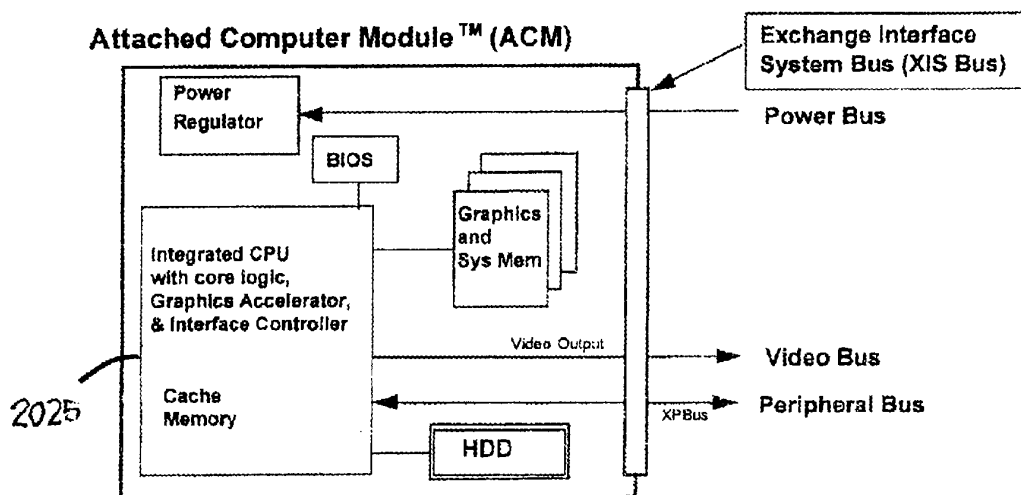 Attached Computer Module™ (ACM)
Exchange Interface
System Bus (XIS Bus)
Power
Regulator
Power Bus
BIOS
Graphics
and
Sys Mem
Integrated CPU
with core logic,
Graphics Accelerator,
& Interface Controller
Video Output
Video Bus
Cache
Memory
XPBus
Peripheral Bus
2025
HDD